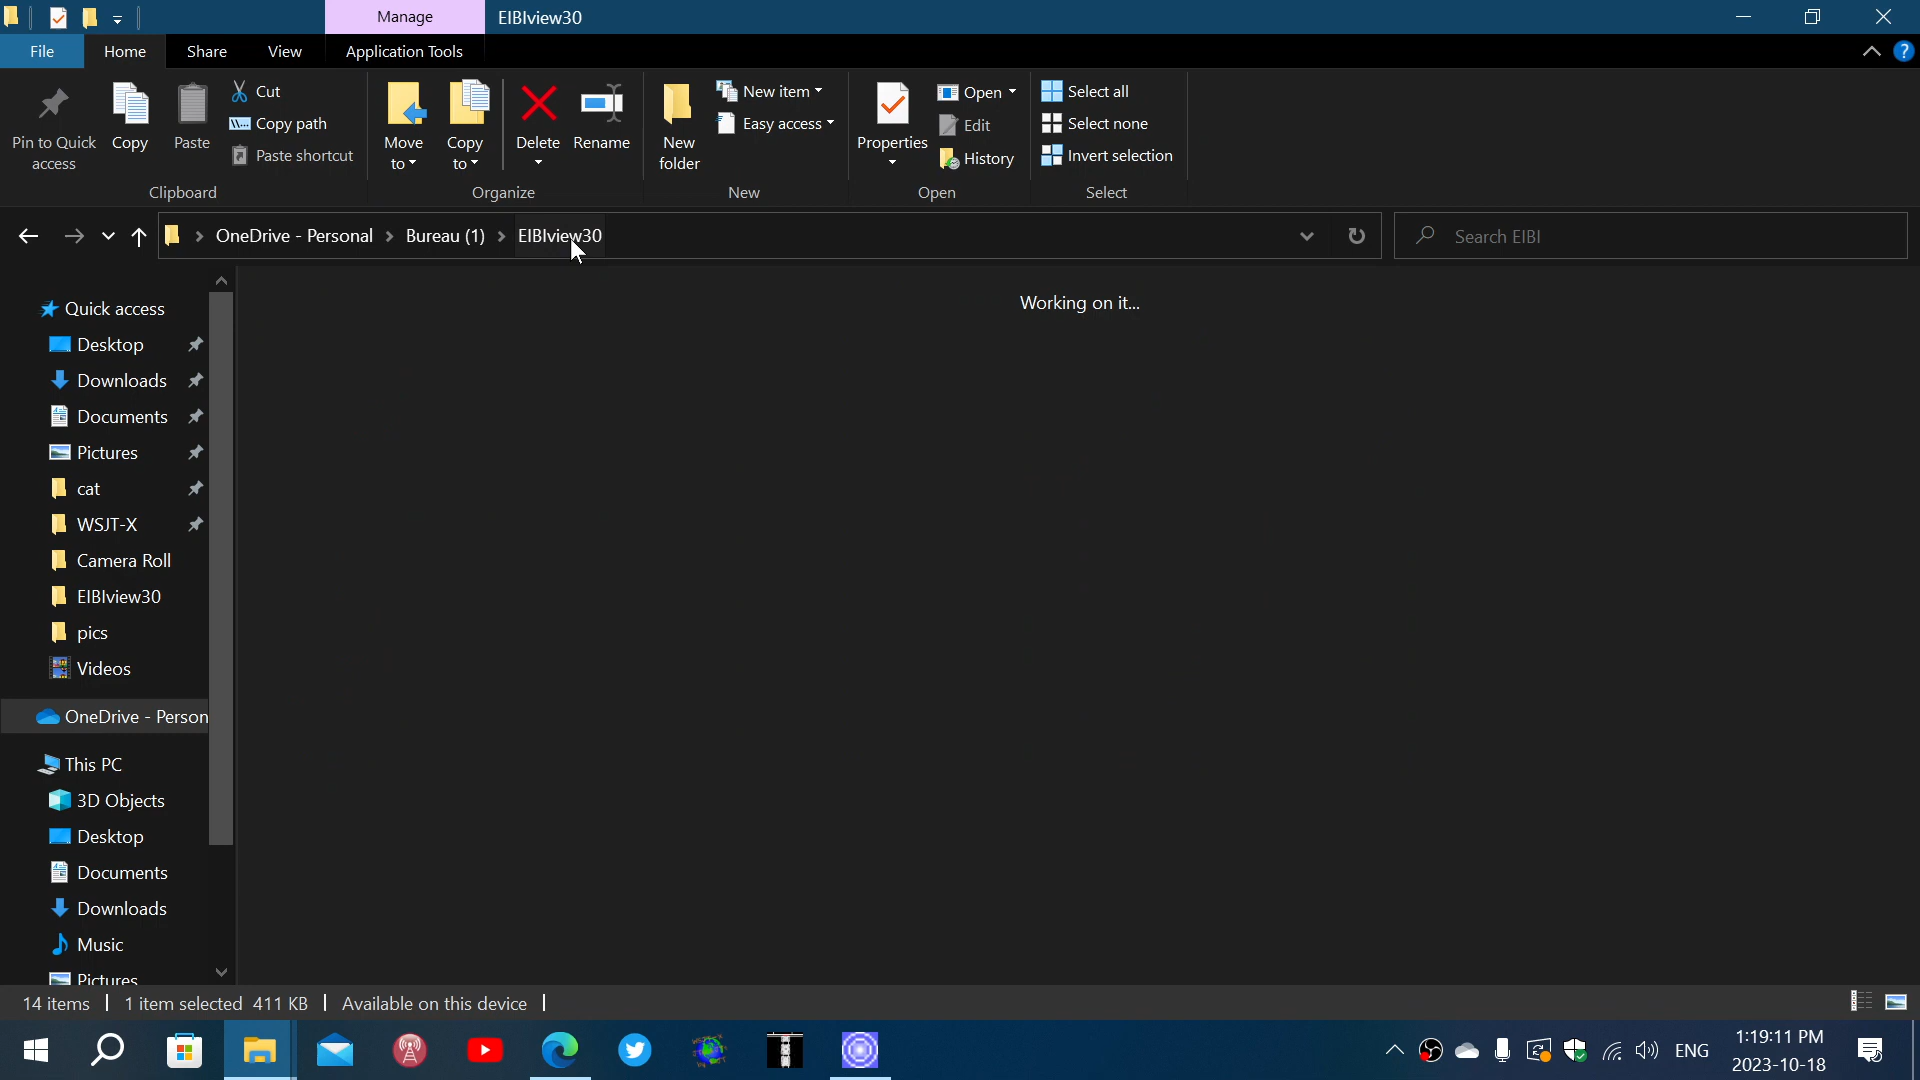 Manage
EIBIview30
File
Home
Share
View
Application Tools
Pin to Quick access
Copy
Paste
Cut
Copy path
Paste shortcut
Move to
Copy to
Delete
Rename
New folder
New item
Easy access
Properties
Open
Edit
History
Select all
Select none
Invert selection
Clipboard
Organize
New
Open
Select
OneDrive - Personal
Bureau (1)
EIBIview30
Search EIBI
Working on it...
Quick access
Desktop
Downloads
Documents
Pictures
cat
WSJT-X
Camera Roll
EIBIview30
pics
Videos
OneDrive - Person
This PC
3D Objects
Desktop
Documents
Downloads
Music
Pictures
14 items
1 item selected 411 KB
Available on this device
ENG
1:19:11 PM
2023-10-18